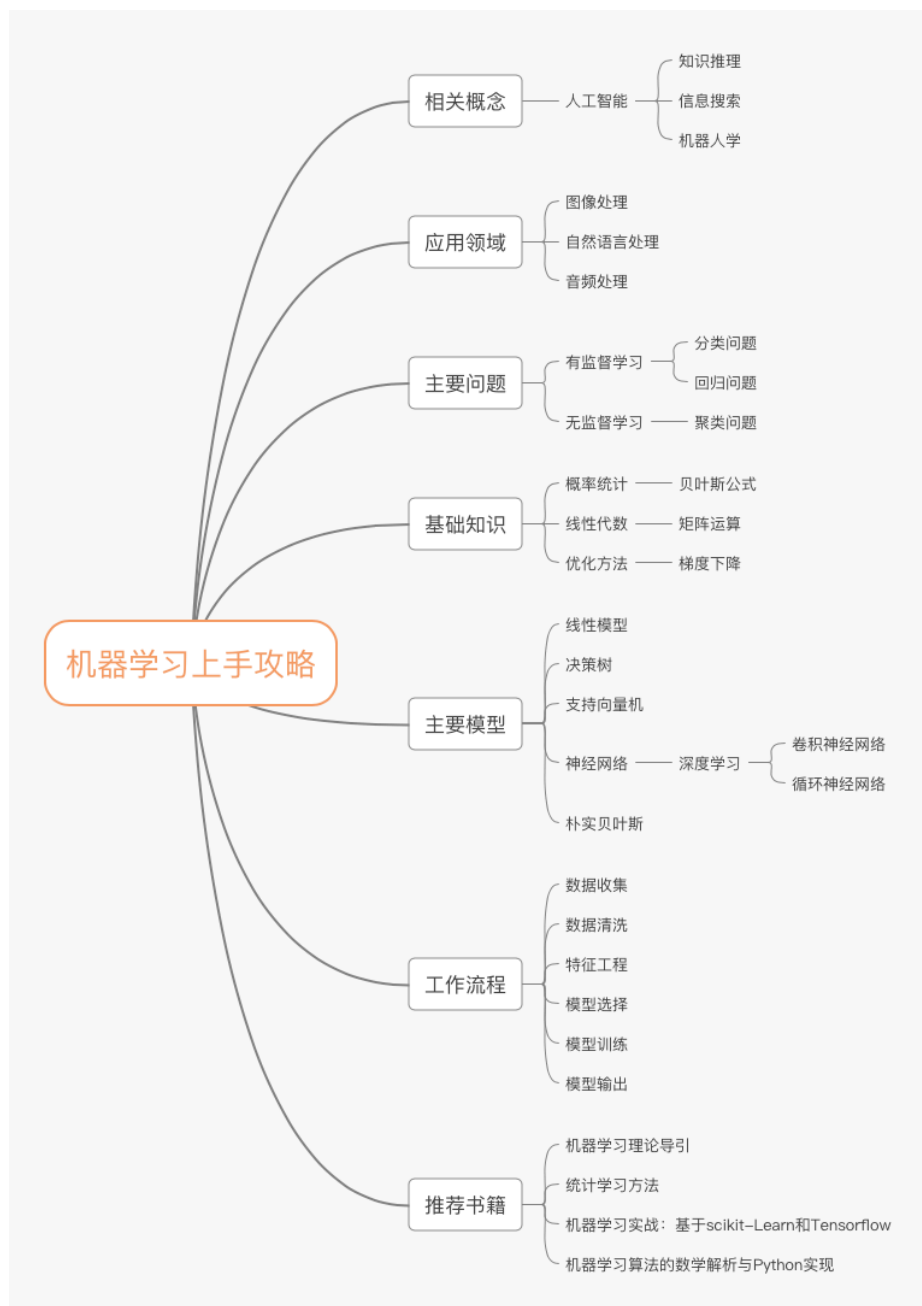 机器学习上手攻略
相关概念
人工智能
知识推理
信息搜索
机器人学
应用领域
图像处理
自然语言处理
音频处理
主要问题
有监督学习
分类问题
回归问题
无监督学习
聚类问题
基础知识
概率统计
贝叶斯公式
线性代数
矩阵运算
优化方法
梯度下降
主要模型
线性模型
决策树
支持向量机
神经网络
深度学习
卷积神经网络
循环神经网络
朴实贝叶斯
工作流程
数据收集
数据清洗
特征工程
模型选择
模型训练
模型输出
推荐书籍
机器学习理论导引
统计学习方法
机器学习实战：基于scikit-Learn和Tensorflow
机器学习算法的数学解析与Python实现